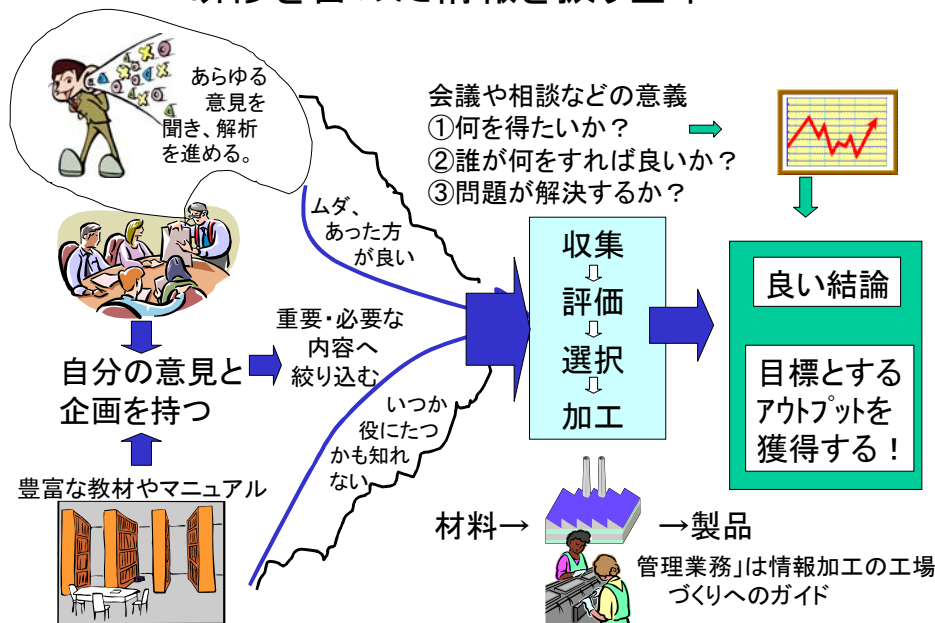 あらゆる
意見を
聞き、解析
を進める。
会議や相談などの意義
①何を得たいか？
②誰が何をすれば良いか？
③問題が解決するか？
ムダ、
あった方
が良い
重要・必要な
内容へ
絞り込む
自分の意見と
企画を持つ
いつか
役にたつ
かも知れ
ない
豊富な教材やマニュアル
収集
評価
選択
加工
良い結論
目標とする
アウトプットを
獲得する！
材料→
→製品
管理業務」は情報加工の工場
づくりへのガイド